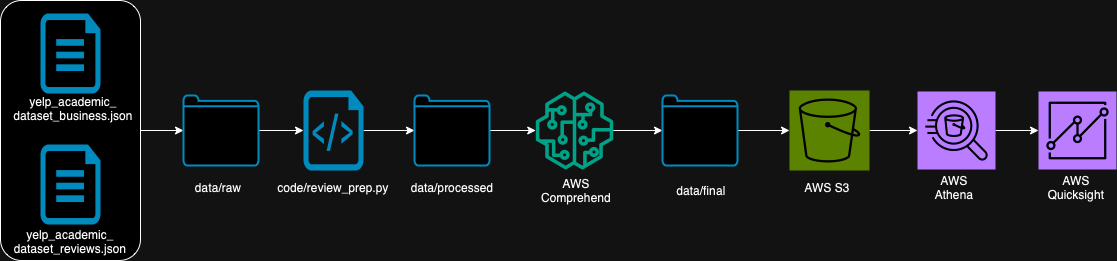 yelp_academic_
dataset_business.json
yelp_academic_
dataset_reviews.json
data/raw
code/review_prep.py
data/processed
AWS
Comprehend
data/final
AWS S3
AWS
Athena
AWS
Quicksight